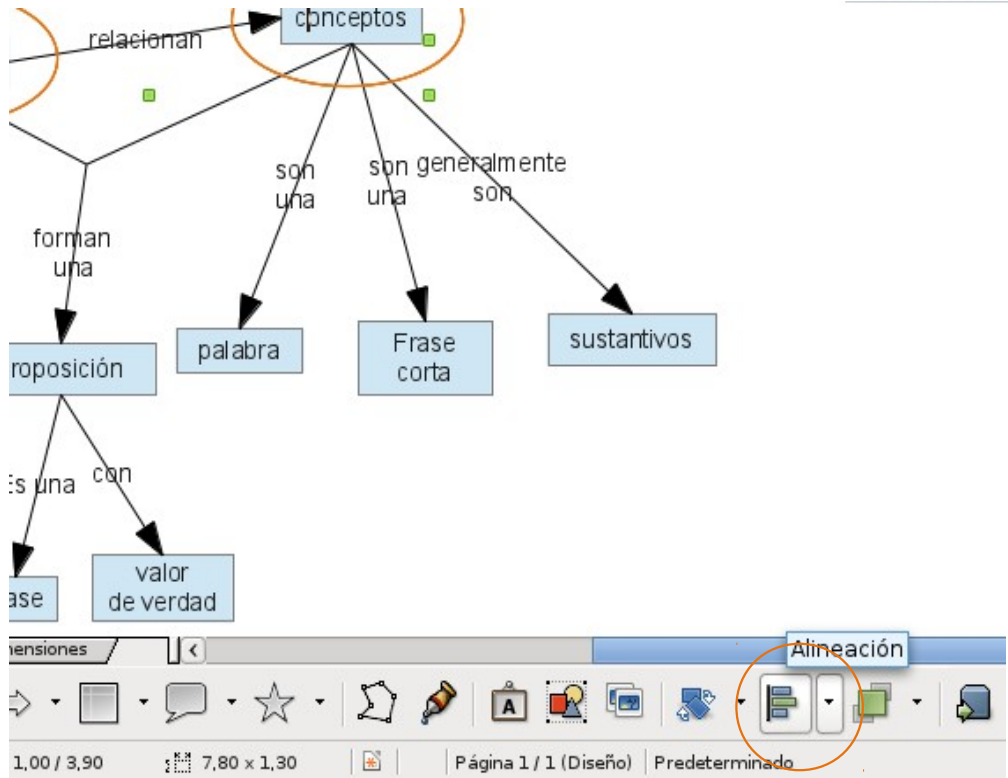 conceptos
relacionan
son
una
son
una
generalmente
son
forman
una
palabra
Frase
corta
sustantivos
roposición
Es una
con
valor
de verdad
ase
ensiones
Alineación
A
1,00 / 3,90
7,80 x 1,30
Página 1 / 1 (Diseño)
Predeterminado